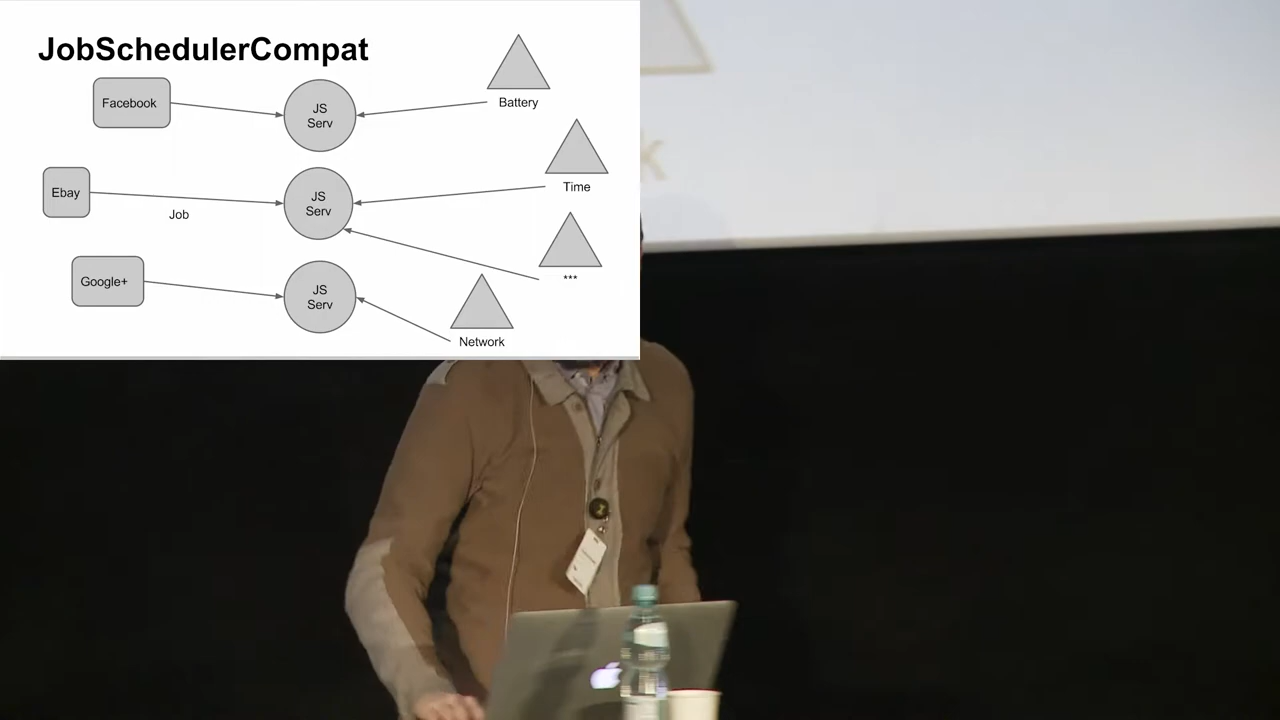 JobSchedulerCompat
Facebook
JS
Serv
Battery
Ebay
Job
JS
Serv
Time
***
Google+
JS
Serv
Network
k